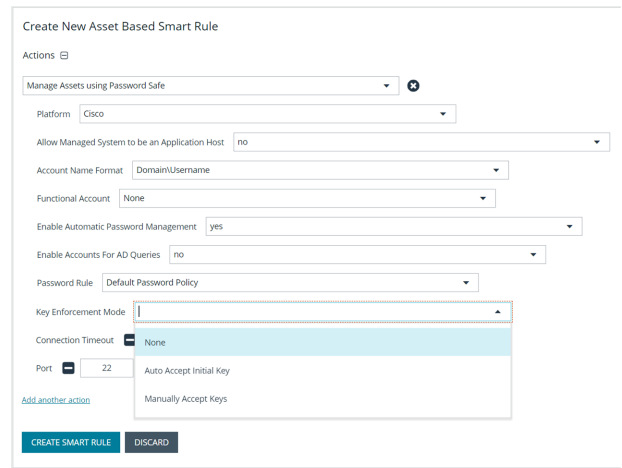 Create New Asset Based Smart Rule
Actions
Manage Assets using Password Safe
Platform Cisco
Allow Managed System to be an Application Host no
Account Name Format Domain\Username
Functional Account None
Enable Automatic Password Management yes
Enable Accounts For AD Queries no
Password Rule Default Password Policy
Key Enforcement Mode
Connection Timeout
None
Port 22
Auto Accept Initial Key
Manually Accept Keys
Add another action
CREATE SMART RULE DISCARD